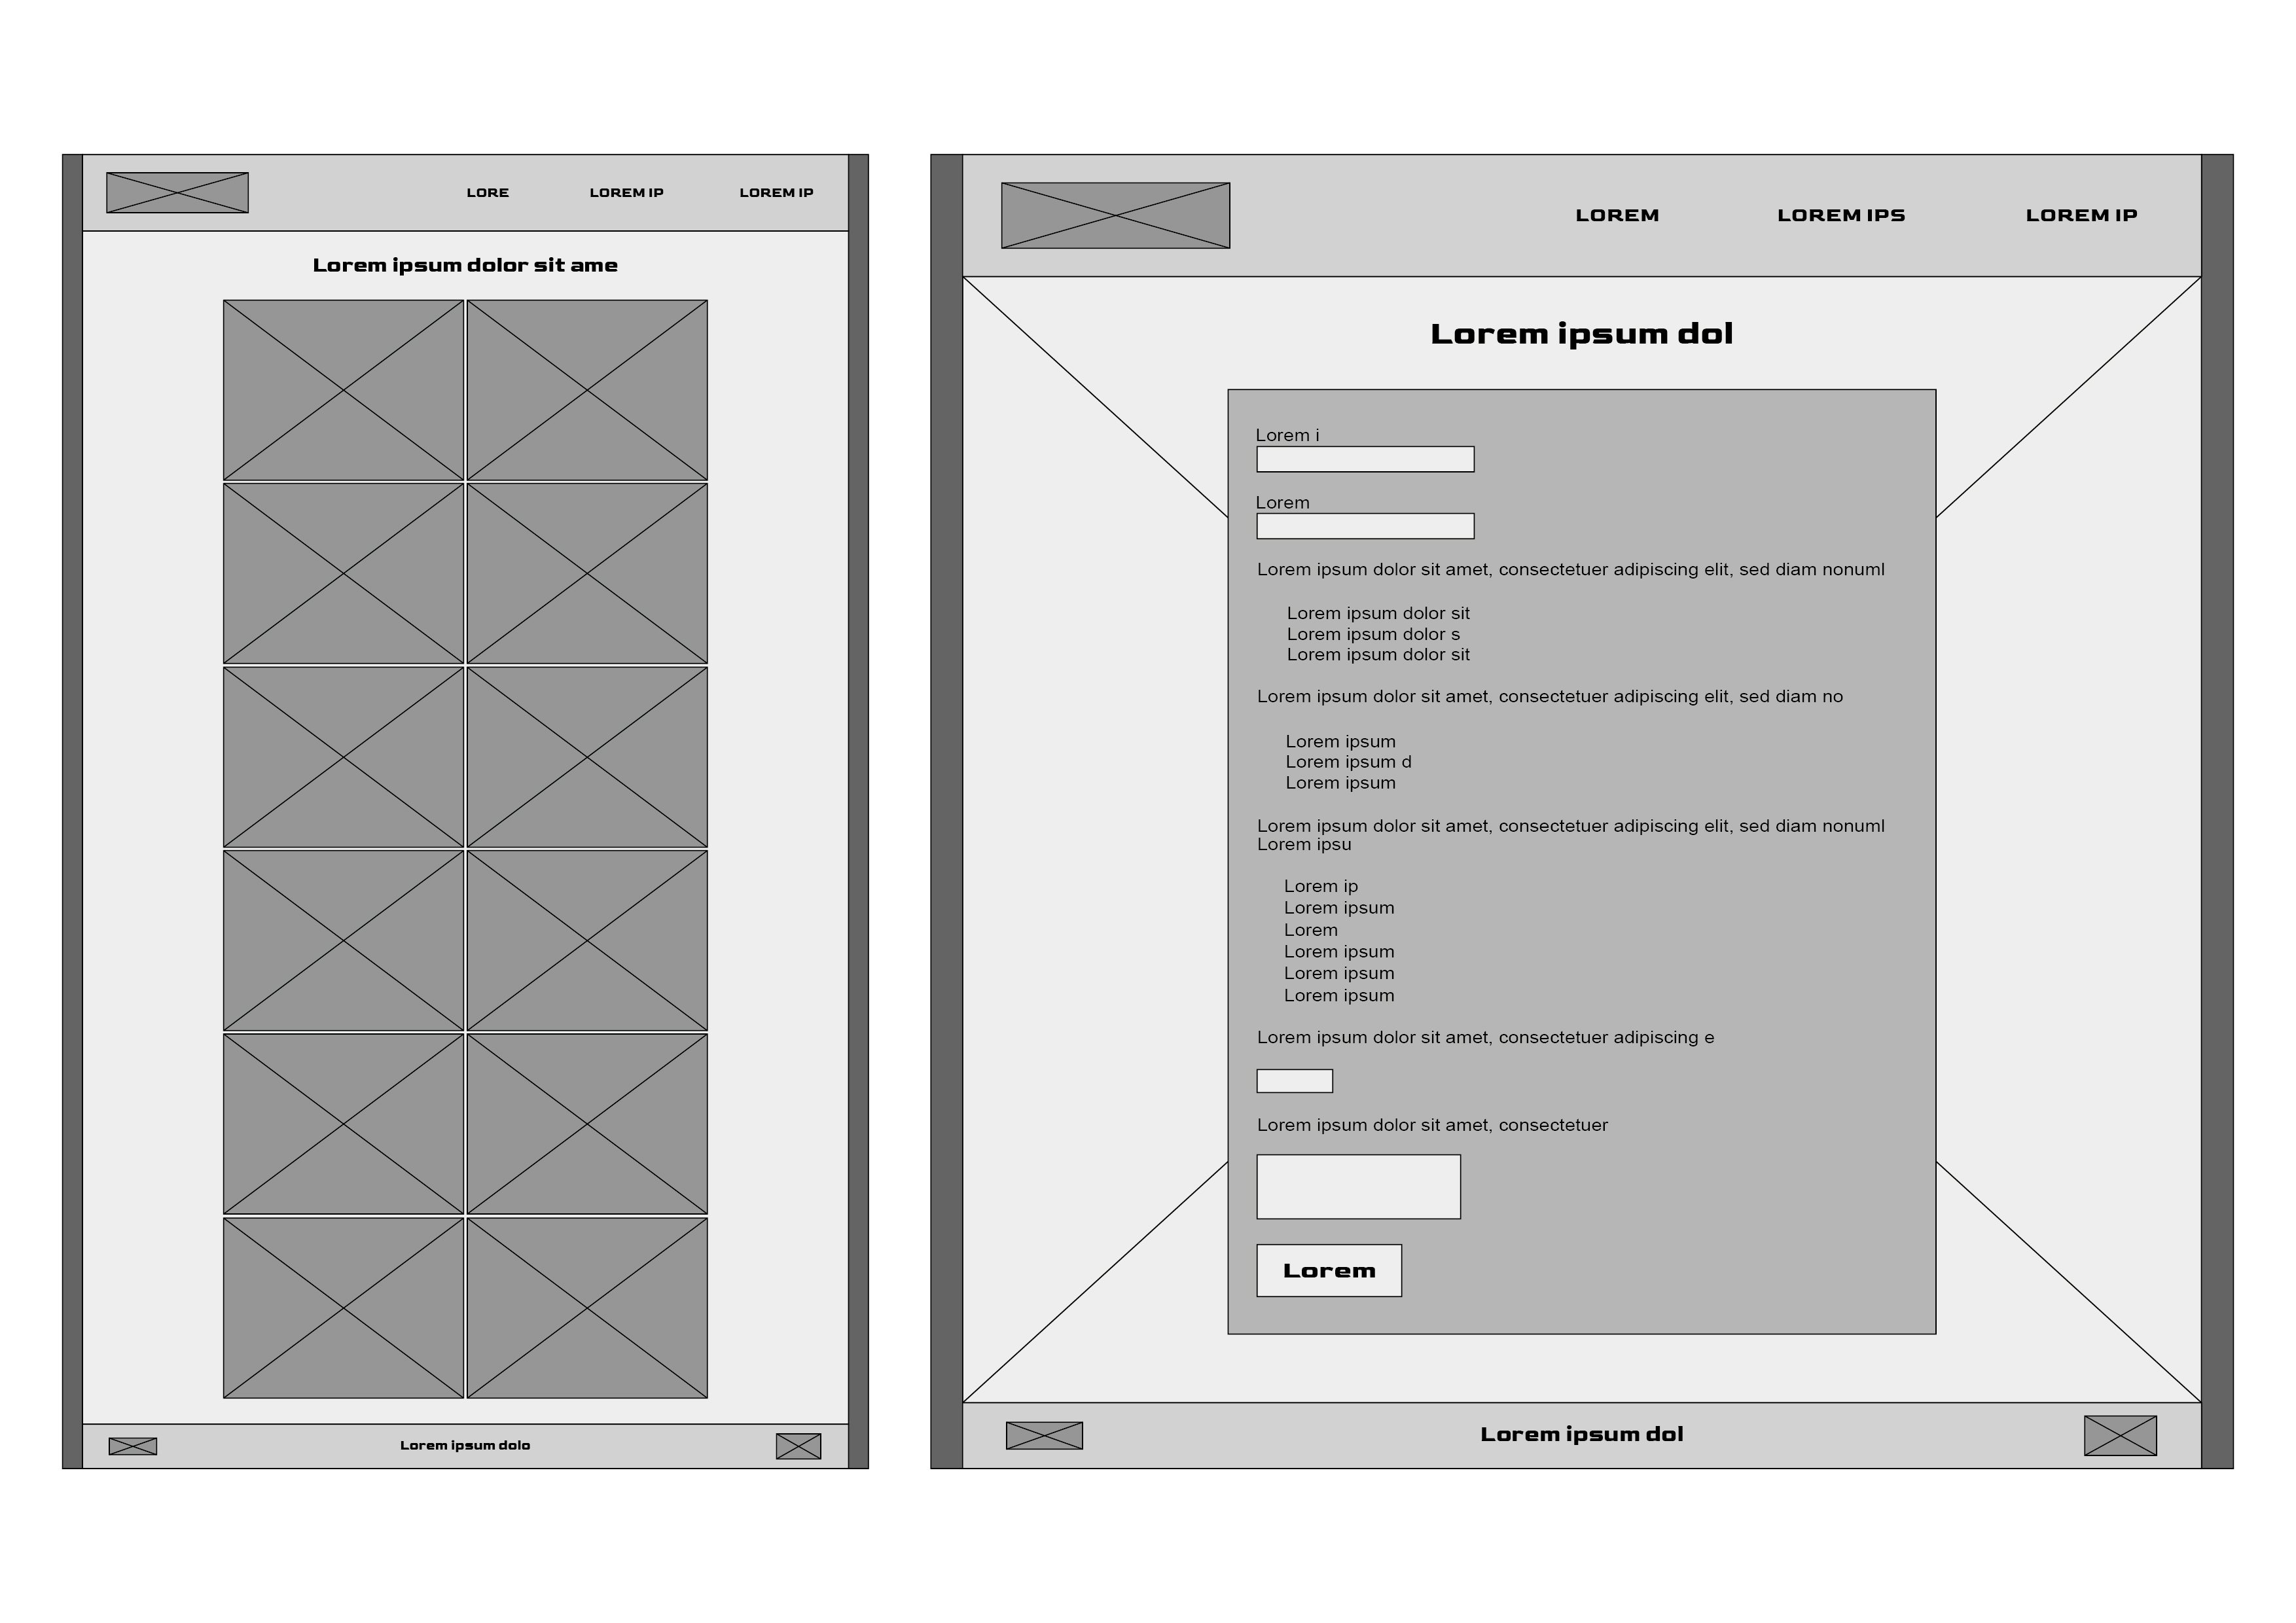 LORE
LOREM IP
LOREM IP
Lorem ipsum dolor sit ame
Lorem ipsum dolo
LOREM
LOREM IPS
LOREM IP
Lorem ipsum dol
Lorem i
Lorem
Lorem ipsum dolor sit amet, consectetuer adipiscing elit, sed diam nonuml
Lorem ipsum dolor sit
Lorem ipsum dolor s
Lorem ipsum dolor sit
Lorem ipsum dolor sit amet, consectetuer adipiscing elit, sed diam no
Lorem ipsum
Lorem ipsum d
Lorem ipsum
Lorem ipsum dolor sit amet, consectetuer adipiscing elit, sed diam nonuml
Lorem ipsu
Lorem ip
Lorem ipsum
Lorem
Lorem ipsum
Lorem ipsum
Lorem ipsum
Lorem ipsum dolor sit amet, consectetuer adipiscing e
Lorem ipsum dolor sit amet, consectetuer
Lorem
Lorem ipsum dol